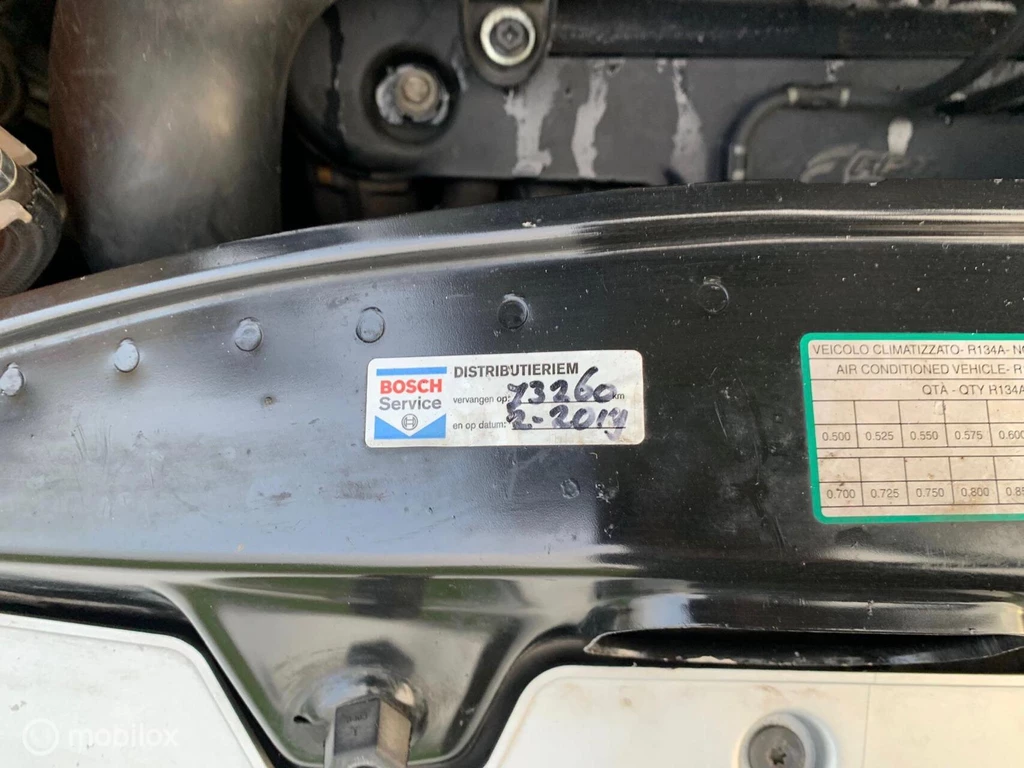 DISTRIBUTIERIEM
BOSCH
Service
vervangen op: 73260 km
en op datum: 2-2019
VEICOLO CLIMATIZZATO- R134A-
AIR CONDITIONED VEHICLE-
QTA - QTY R134A
0.500 0.525 0.550 0.575 0.600
0.700 0.725 0.750 0.800
mobilox